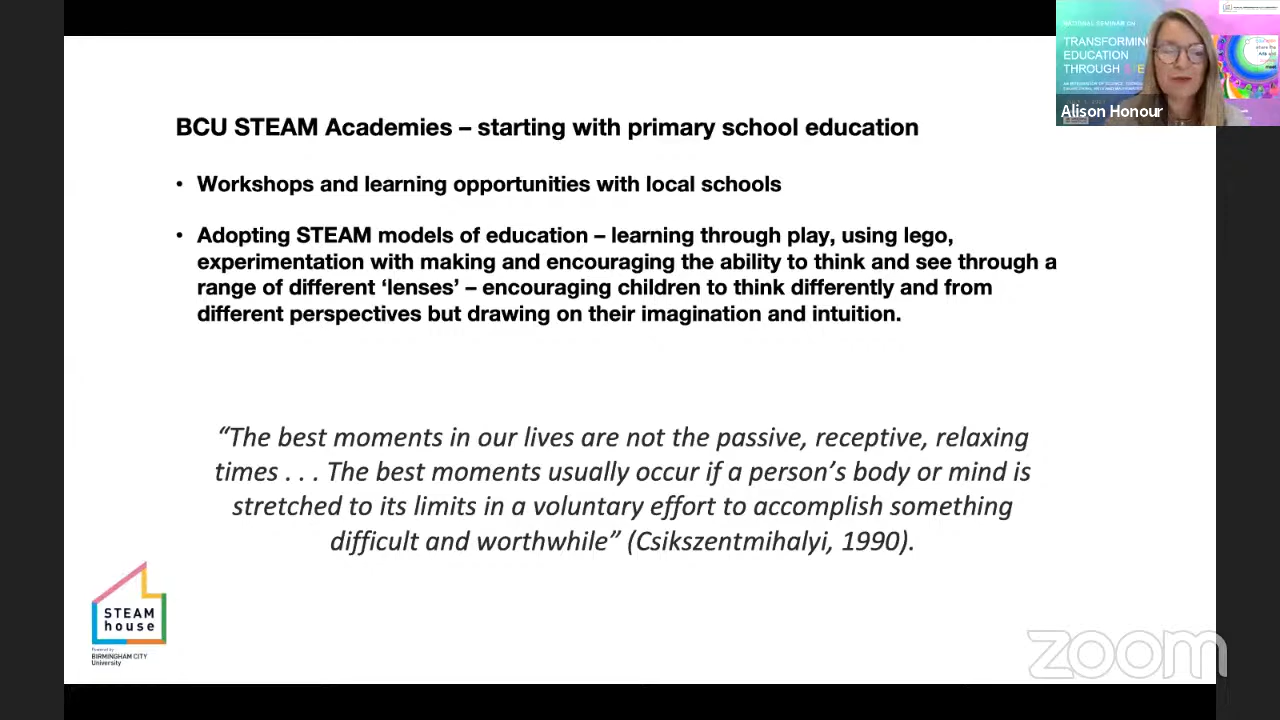 BCU STEAM Academies – starting with primary school education
• Workshops and learning opportunities with local schools
• Adopting STEAM models of education – learning through play, using lego,
experimentation with making and encouraging the ability to think and see through a
range of different ‘lenses’ – encouraging children to think differently and from
different perspectives but drawing on their imagination and intuition.
“The best moments in our lives are not the passive, receptive, relaxing
times . . . The best moments usually occur if a person’s body or mind is
stretched to its limits in a voluntary effort to accomplish something
difficult and worthwhile” (Csikszentmihalyi, 1990).
STEAM
house
Powered by
BIRMINGHAM CITY
University
NATIONAL SEMINAR ON
TRANSFORMING
EDUCATION
THROUGH
Alison Honour
zoom